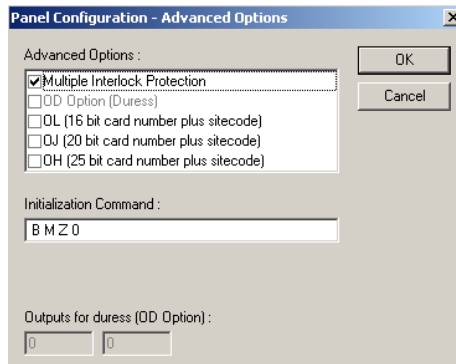 Panel Configuration - Advanced Options
Advanced Options :
OK
Multiple Interlock Protection
OD Option (Duress)
Cancel
OL (16 bit card number plus sitecode)
OJ (20 bit card number plus sitecode)
OH (25 bit card number plus sitecode)
Initialization Command :
B M Z 0
Outputs for duress (OD Option) :
0 0